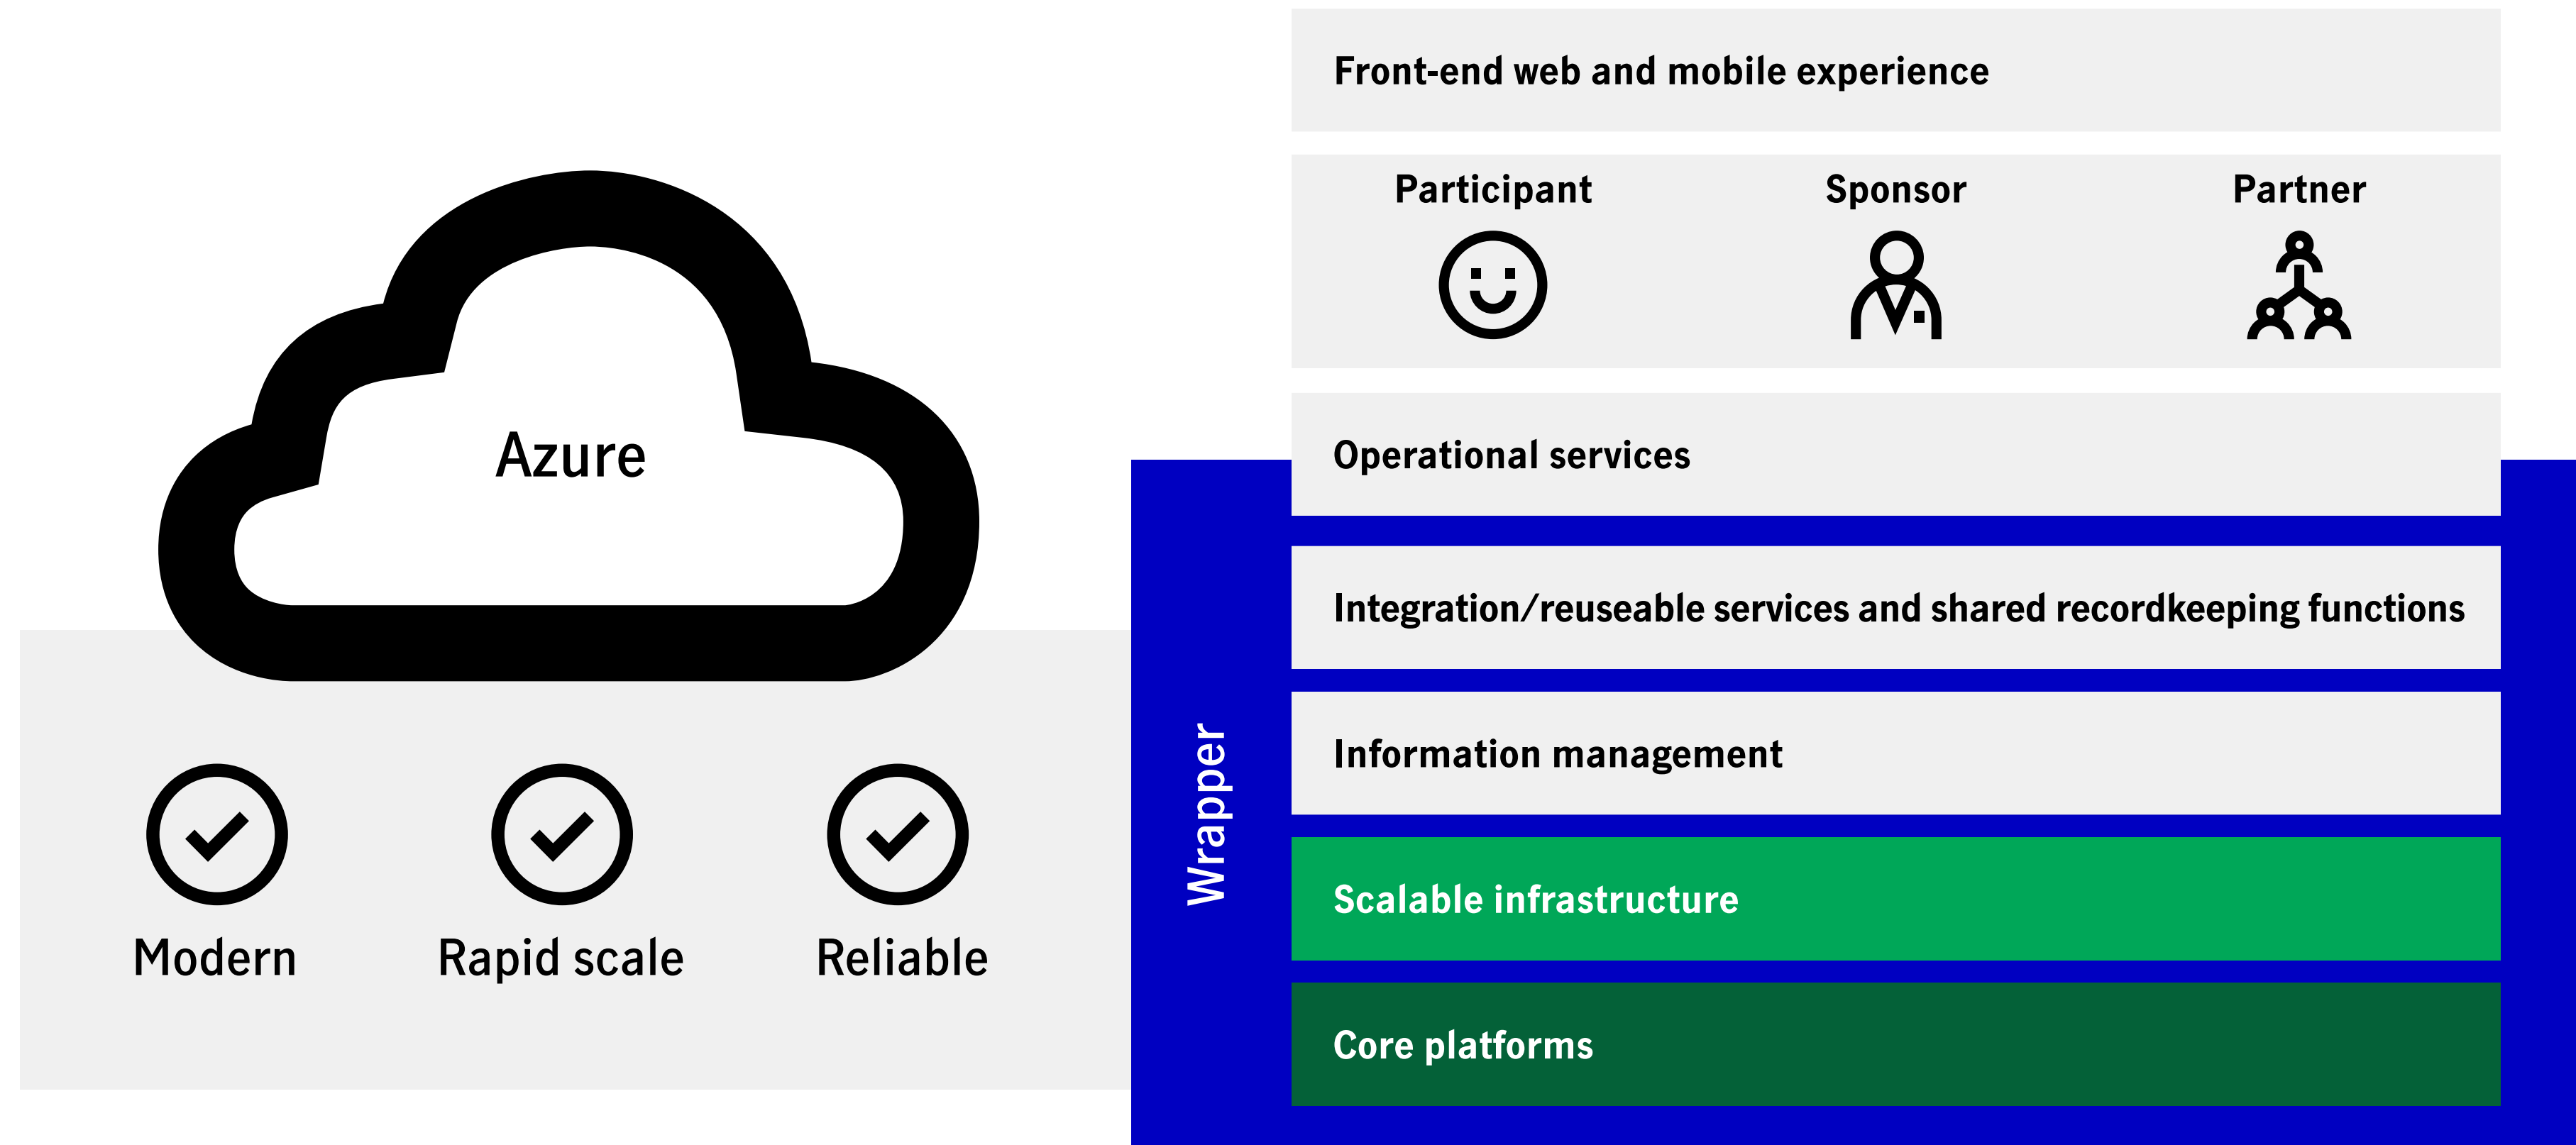 Azure
Modern
Rapid scale
Reliable
Wrapper
Front-end web and mobile experience
Participant
Sponsor
Partner
Operational services
Integration/reuseable services and shared recordkeeping functions
Information management
Scalable infrastructure
Core platforms